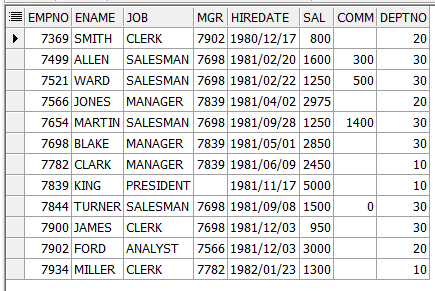 EMPNO ENAME JOB MGR HIREDATE SAL COMM DEPTNO
7369 SMITH CLERK 7902 1980/12/17 800 20
7499 ALLEN SALESMAN 7698 1981/02/20 1600 300 30
7521 WARD SALESMAN 7698 1981/02/22 1250 500 30
7566 JONES MANAGER 7839 1981/04/02 2975 20
7654 MARTIN SALESMAN 7698 1981/09/28 1250 1400 30
7698 BLAKE MANAGER 7839 1981/05/01 2850 30
7782 CLARK MANAGER 7839 1981/06/09 2450 10
7839 KING PRESIDENT 1981/11/17 5000 10
7844 TURNER SALESMAN 7698 1981/09/08 1500 0 30
7900 JAMES CLERK 7698 1981/12/03 950 30
7902 FORD ANALYST 7566 1981/12/03 3000 20
7934 MILLER CLERK 7782 1982/01/23 1300 10